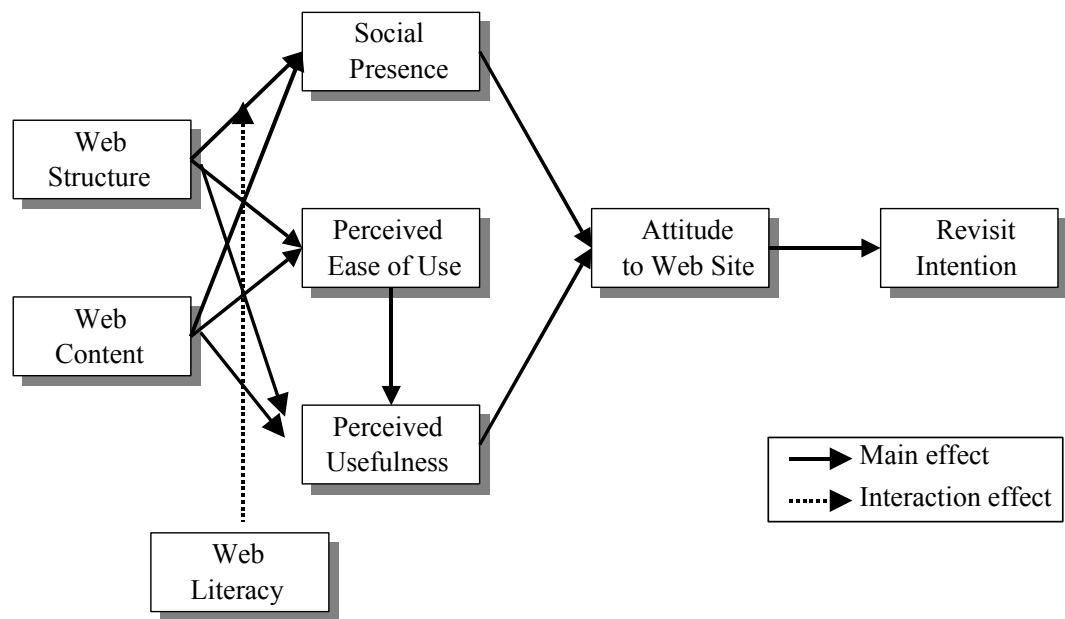 Social
Presence
Web
Structure
Perceived
Ease of Use
Attitude
to Web Site
Revisit
Intention
Web
Content
Perceived
Usefulness
Main effect
Interaction effect
Web
Literacy